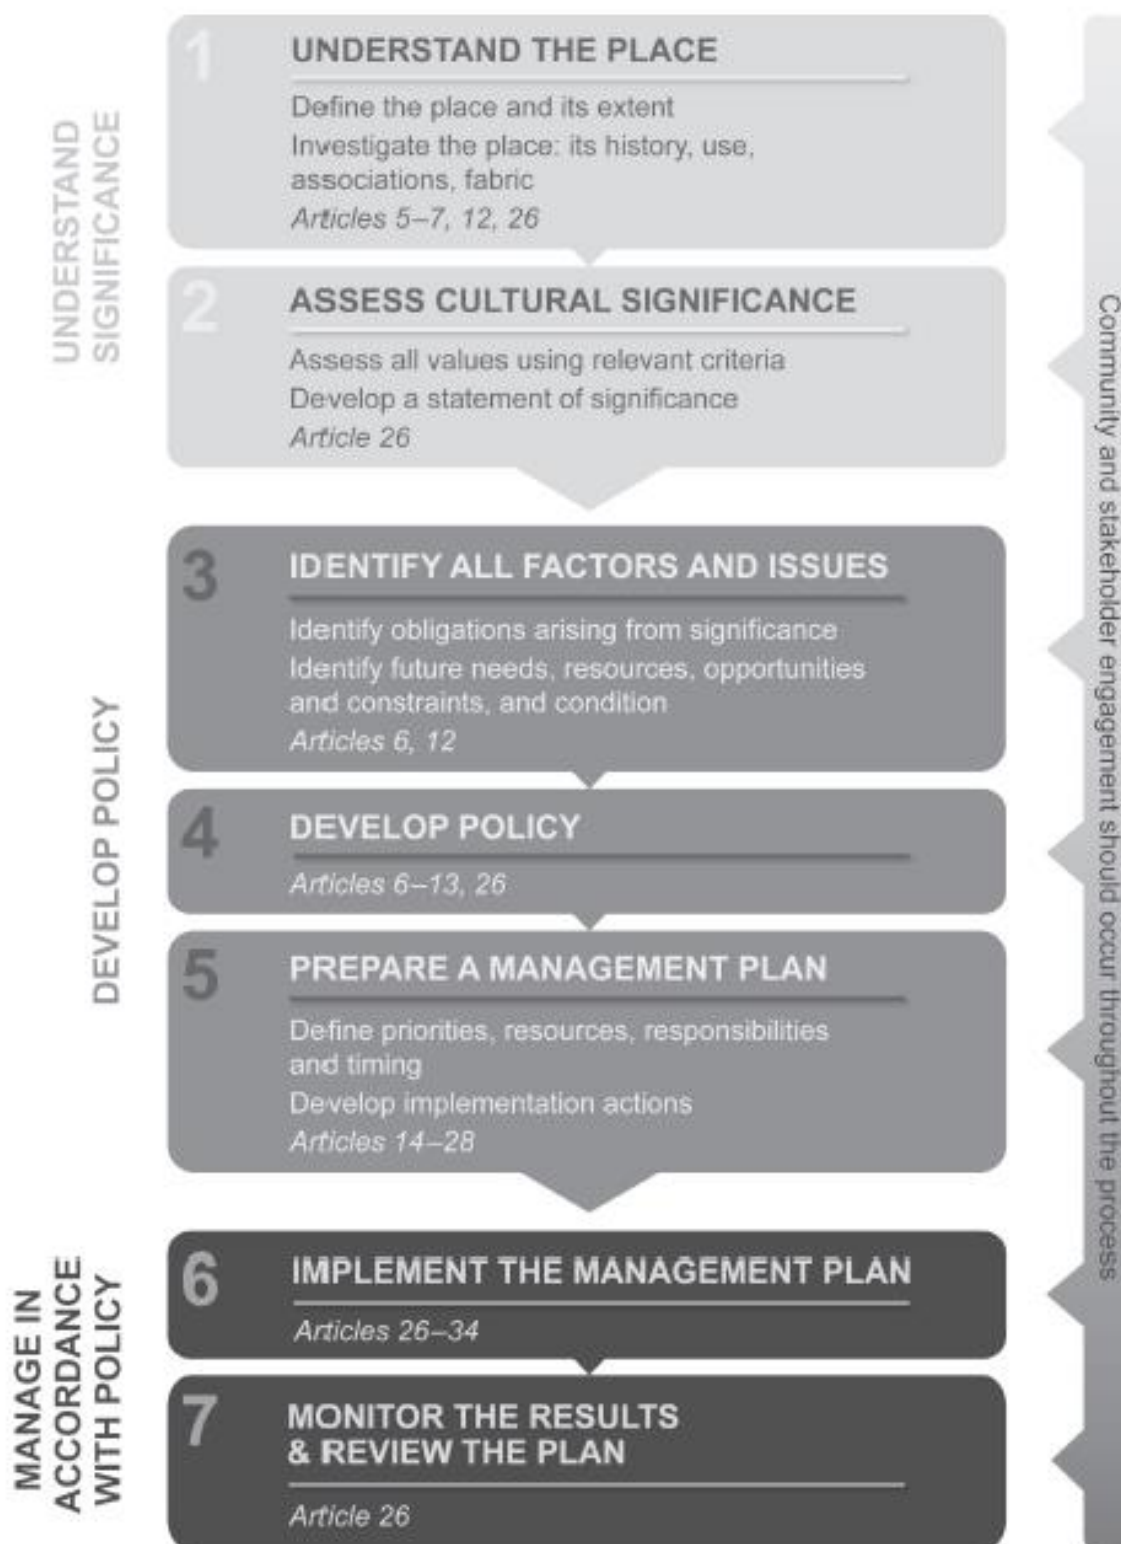 UNDERSTAND
SIGNIFICANCE
1
UNDERSTAND THE PLACE
Define the place and its extent
Investigate the place: its history, use,
associations, fabric
Articles 5–7, 12, 26
2
ASSESS CULTURAL SIGNIFICANCE
Assess all values using relevant criteria
Develop a statement of significance
Article 26
DEVELOP POLICY
3
IDENTIFY ALL FACTORS AND ISSUES
Identify obligations arising from significance
Identify future needs, resources, opportunities
and constraints, and condition
Articles 6, 12
4
DEVELOP POLICY
Articles 6–13, 26
5
PREPARE A MANAGEMENT PLAN
Define priorities, resources, responsibilities
and timing
Develop implementation actions
Articles 14–28
MANAGE IN
ACCORDANCE
WITH POLICY
6
IMPLEMENT THE MANAGEMENT PLAN
Articles 26–34
7
MONITOR THE RESULTS
& REVIEW THE PLAN
Article 26
Community and stakeholder engagement should occur throughout the process